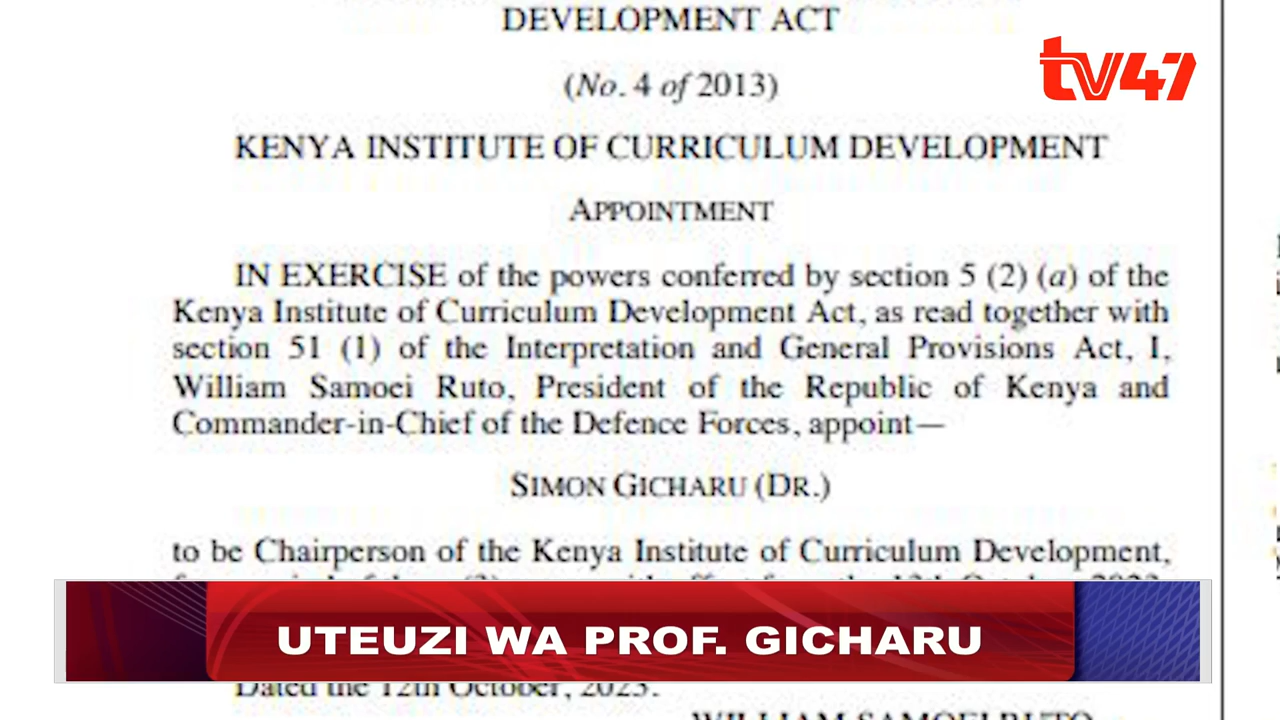 DEVELOPMENT ACT
tv47
(No. 4 of 2013)
KENYA INSTITUTE OF CURRICULUM DEVELOPMENT
APPOINTMENT
IN EXERCISE of the powers conferred by section 5 (2) (a) of the
Kenya Institute of Curriculum Development Act, as read together with
section 51 (1) of the Interpretation and General Provisions Act, I,
William Samoei Ruto, President of the Republic of Kenya and
Commander-in-Chief of the Defence Forces, appoint—
SIMON GICHARU (DR.)
to be Chairperson of the Kenya Institute of Curriculum Development,
UTEUZI WA PROF. GICHARU
Dated the 12th October, 2023.
WILLIAM SAMOEI RUTO